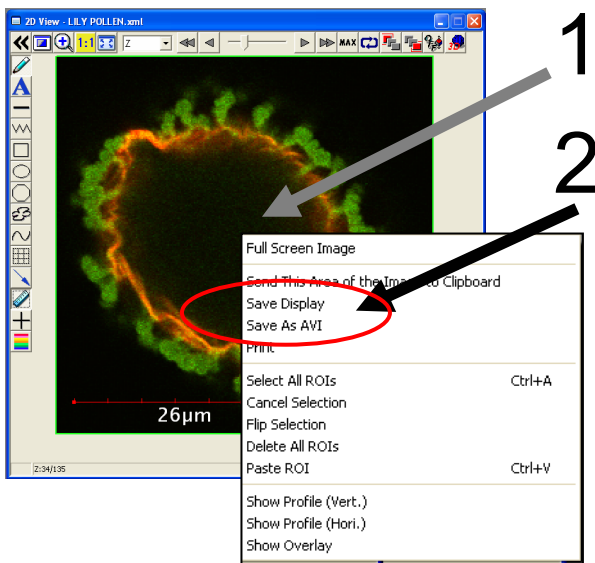 2D View - LILY POLLEN.xml
1
1:1
Z
MAX
3D
A
2
Full Screen Image
Send This Area of the Image to Clipboard
Save Display
Save As AVI
Print
Select All ROIs Ctrl+A
26µm
Cancel Selection
Flip Selection
Delete All ROIs
Z:34/135
Paste ROI Ctrl+V
Show Profile (Vert.)
Show Profile (Hori.)
Show Overlay